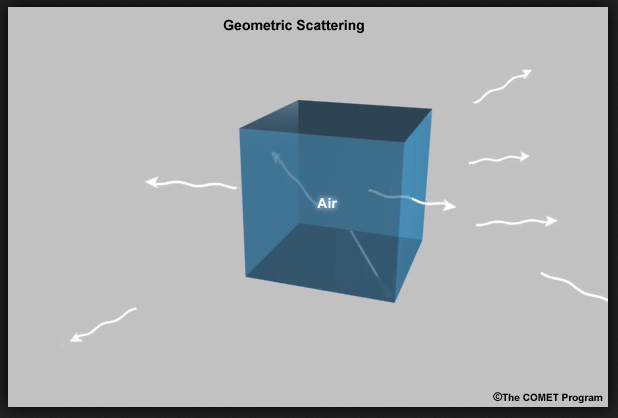 Geometric Scattering
Air
©The COMET Program